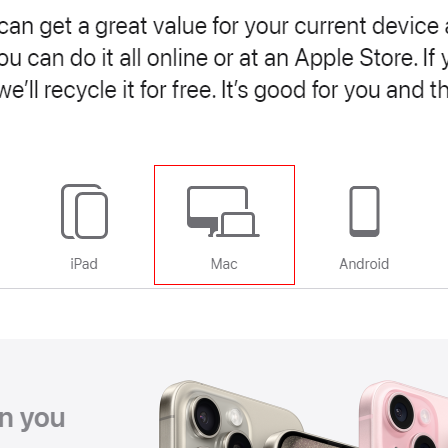 can get a great value for your current device
ou can do it all online or at an Apple Store. If
we'll recycle it for free. It's good for you and th
iPad
Mac
Android
n you